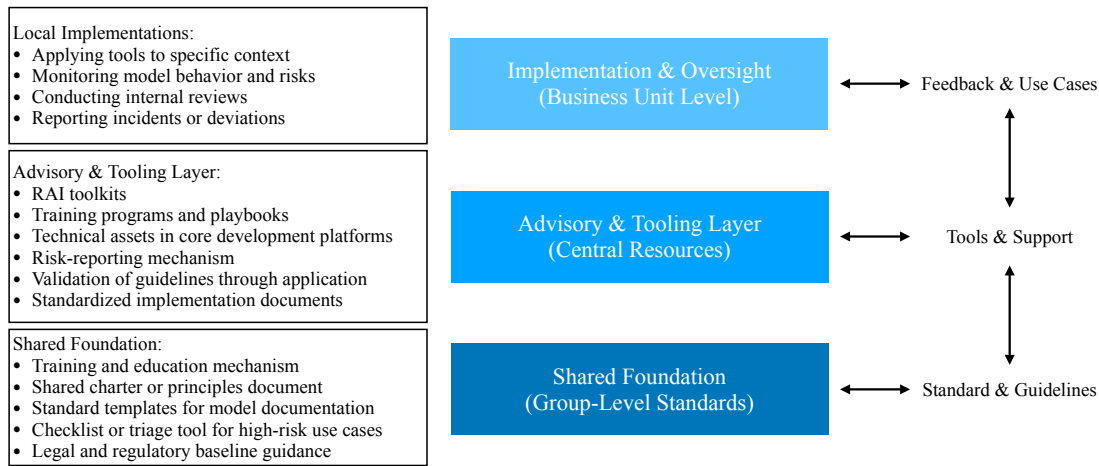 Local Implementations:
• Applying tools to specific context
• Monitoring model behavior and risks
• Conducting internal reviews
• Reporting incidents or deviations
Implementation & Oversight
(Business Unit Level)
Feedback & Use Cases
Advisory & Tooling Layer:
• RAI toolkits
• Training programs and playbooks
• Technical assets in core development platforms
• Risk-reporting mechanism
• Validation of guidelines through application
• Standardized implementation documents
Advisory & Tooling Layer
(Central Resources)
Tools & Support
Shared Foundation:
• Training and education mechanism
• Shared charter or principles document
• Standard templates for model documentation
• Checklist or triage tool for high-risk use cases
• Legal and regulatory baseline guidance
Shared Foundation
(Group-Level Standards)
Standard & Guidelines